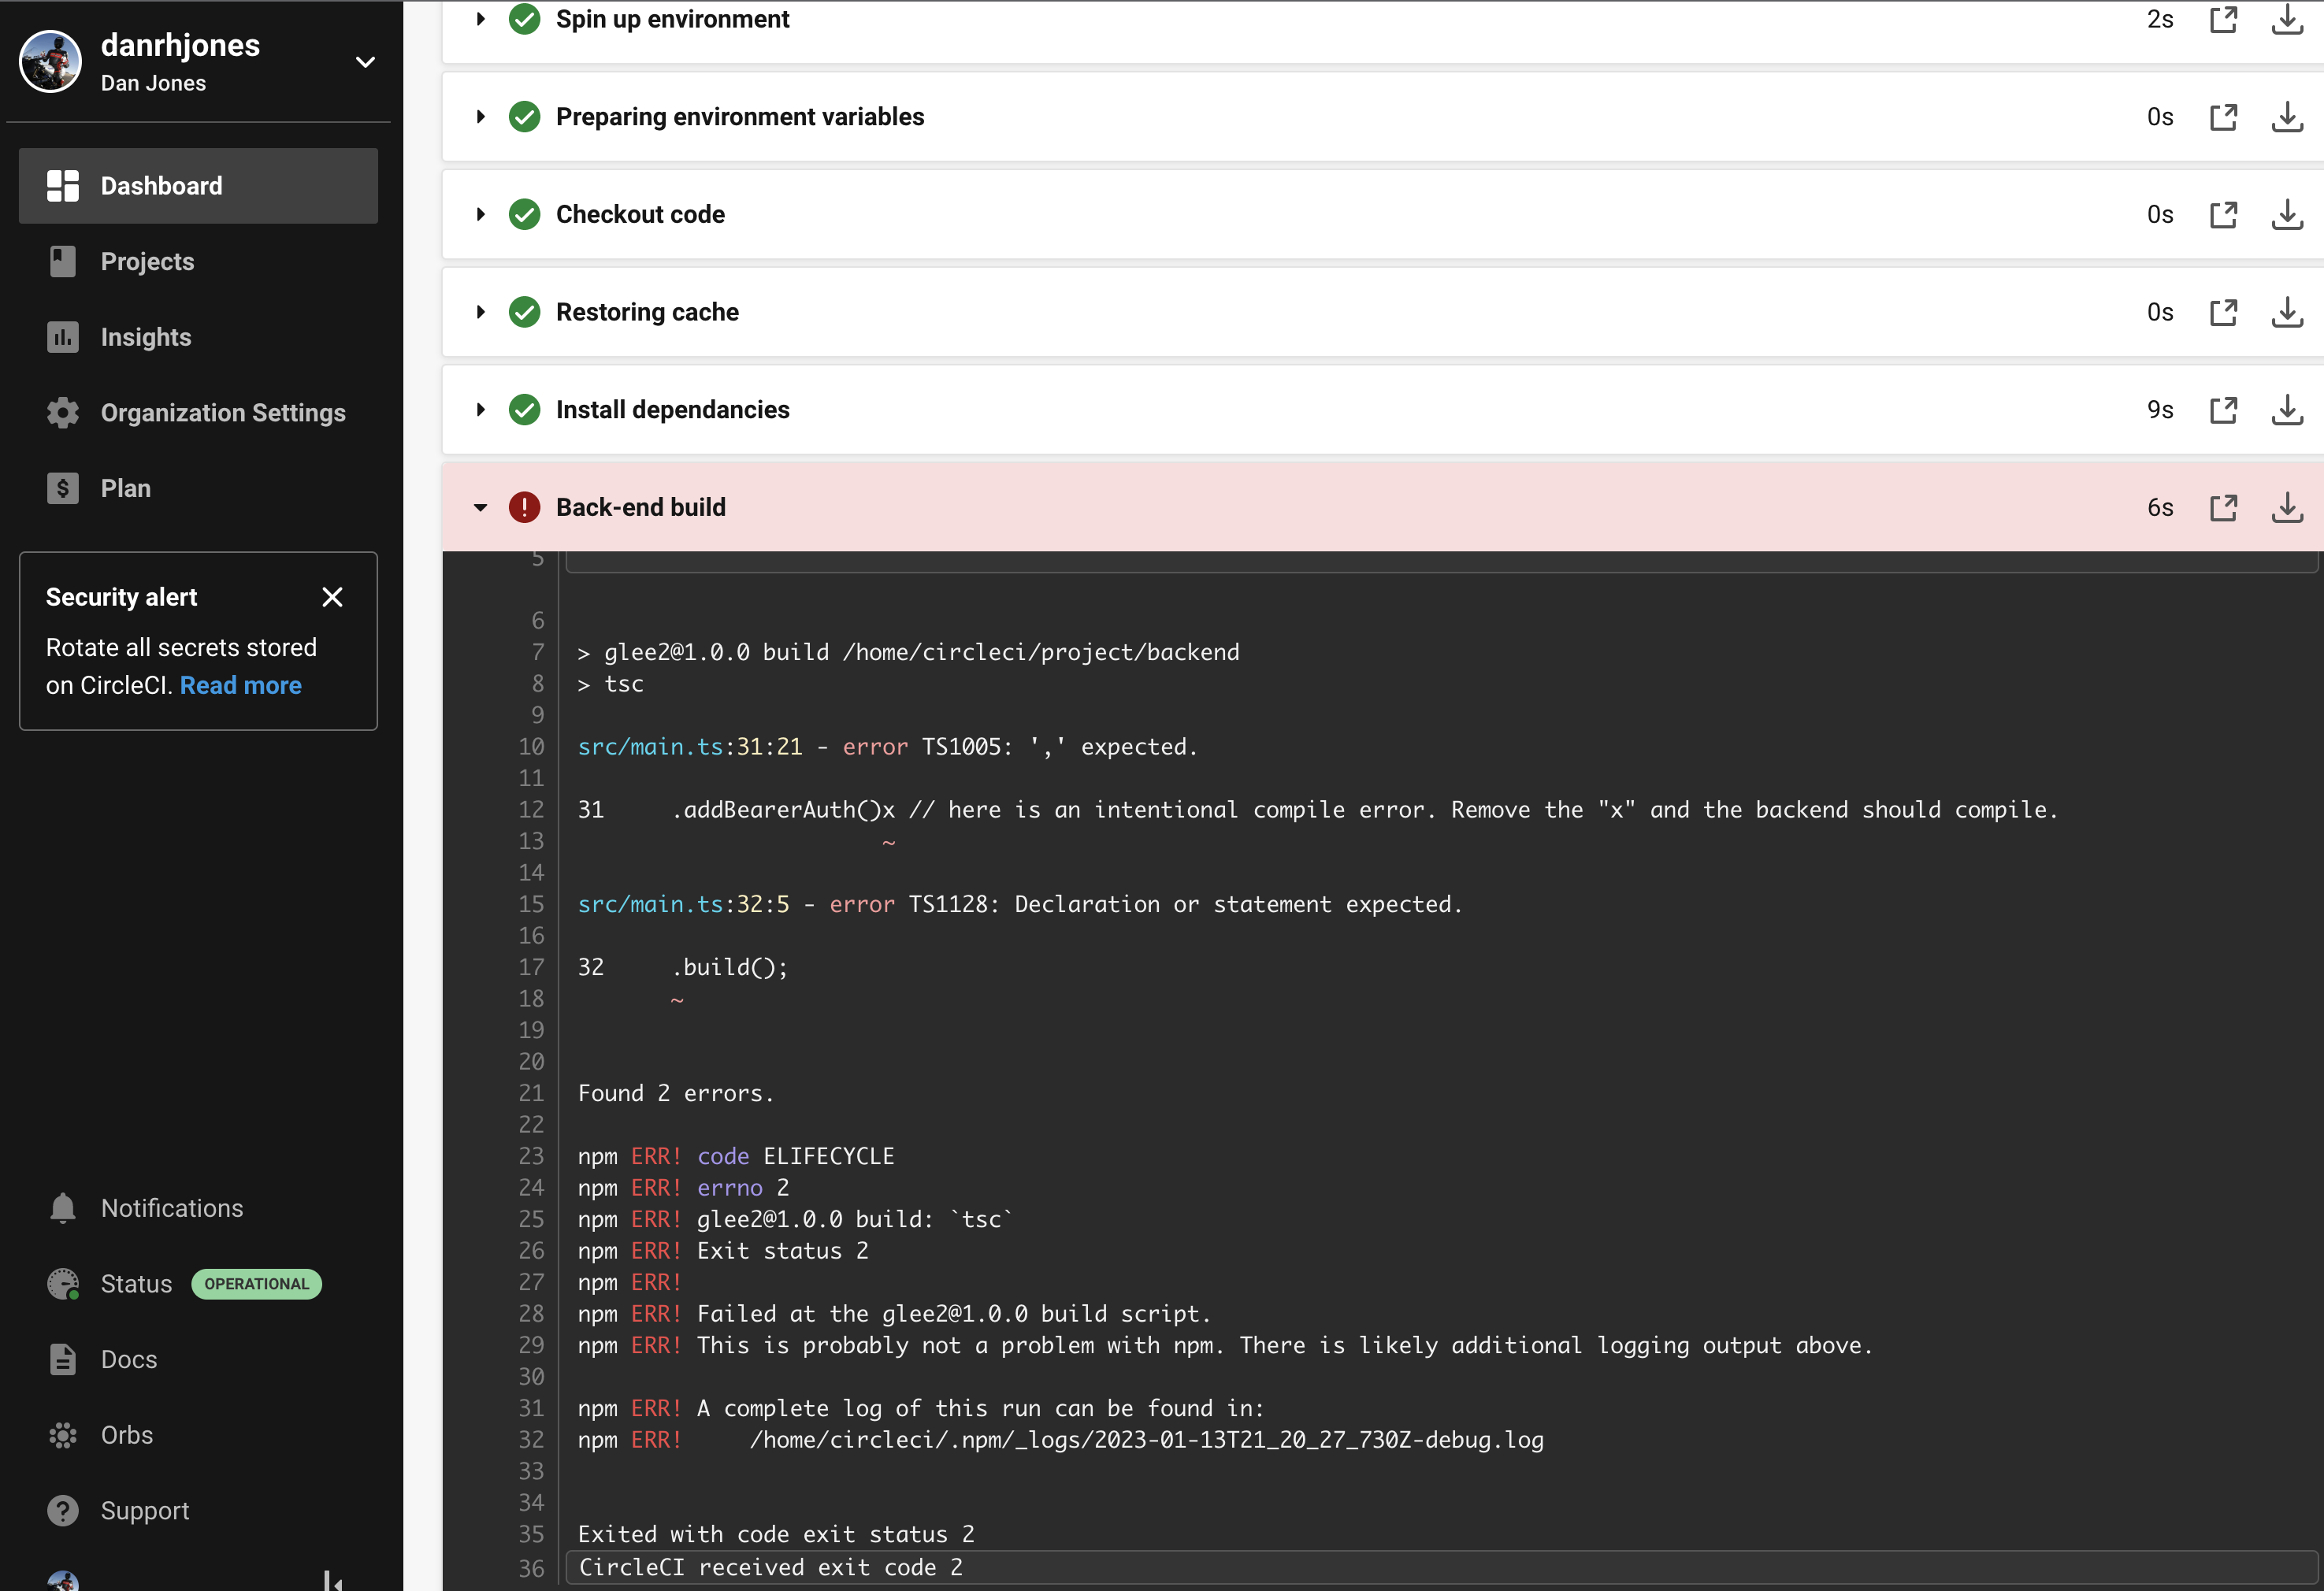 danrhjones
Dan Jones
Dashboard
Projects
Insights
Organization Settings
Plan
Security alert
Rotate all secrets stored
on CircleCI. Read more
Notifications
Status OPERATIONAL
Docs
Orbs
Support
Spin up environment 2s
Preparing environment variables 0s
Checkout code 0s
Restoring cache 0s
Install dependancies 9s
Back-end build 6s
5
6
7 > glee2@1.0.0 build /home/circleci/project/backend
8 > tsc
9
10 src/main.ts:31:21 - error TS1005: ',' expected.
11
12 31     .addBearerAuth()x // here is an intentional compile error. Remove the "x" and the backend should compile.
13 ~
14
15 src/main.ts:32:5 - error TS1128: Declaration or statement expected.
16
17 32     .build();
18 ~
19
20
21 Found 2 errors.
22
23 npm ERR! code ELIFECYCLE
24 npm ERR! errno 2
25 npm ERR! glee2@1.0.0 build: `tsc`
26 npm ERR! Exit status 2
27 npm ERR!
28 npm ERR! Failed at the glee2@1.0.0 build script.
29 npm ERR! This is probably not a problem with npm. There is likely additional logging output above.
30
31 npm ERR! A complete log of this run can be found in:
32 npm ERR!     /home/circleci/.npm/_logs/2023-01-13T21_20_27_730Z-debug.log
33
34
35 Exited with code exit status 2
36 CircleCI received exit code 2